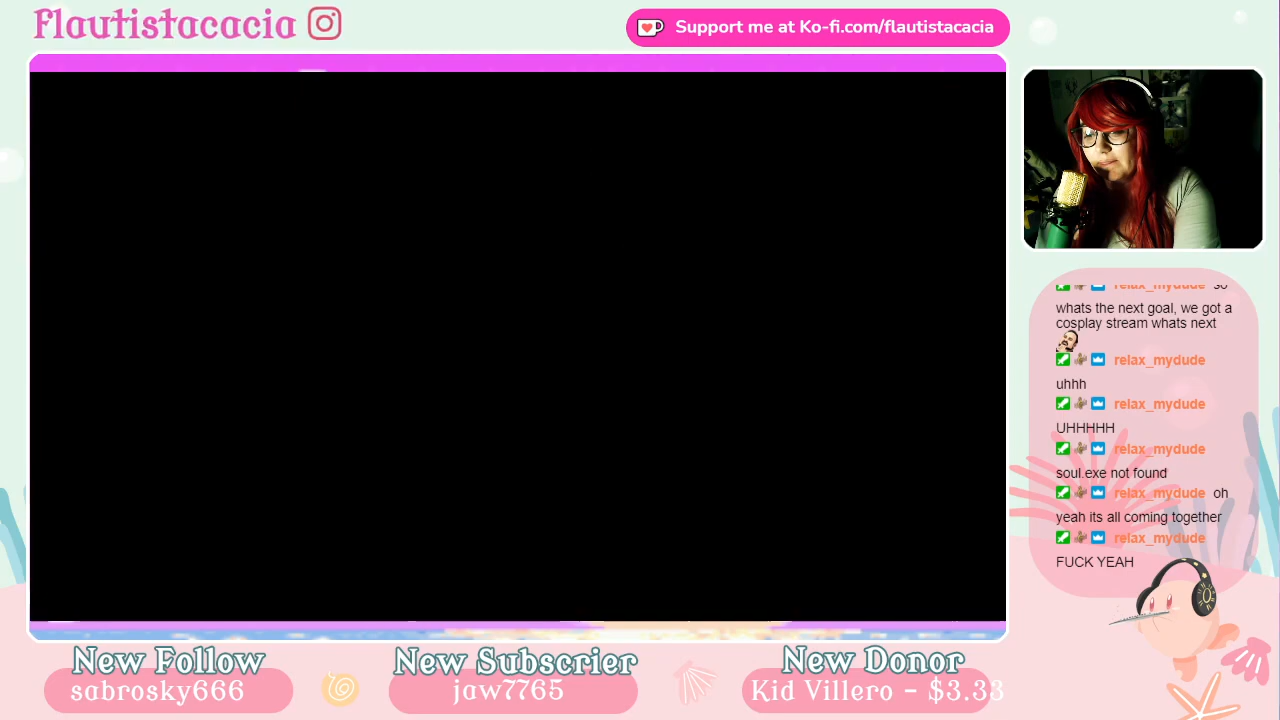 Flautistacacia
Support me at Ko-fi.com/flautistacacia
relax_mydude so
whats the next goal, we got a
cosplay stream whats next
relax_mydude
uhhh
relax_mydude
UHHHHH
relax_mydude
soul.exe not found
relax_mydude oh
yeah its all coming together
relax_mydude
FUCK YEAH
New Follow
sabrosky666
New Subscrier
jaw7765
New Donor
Kid Villero - $3.33